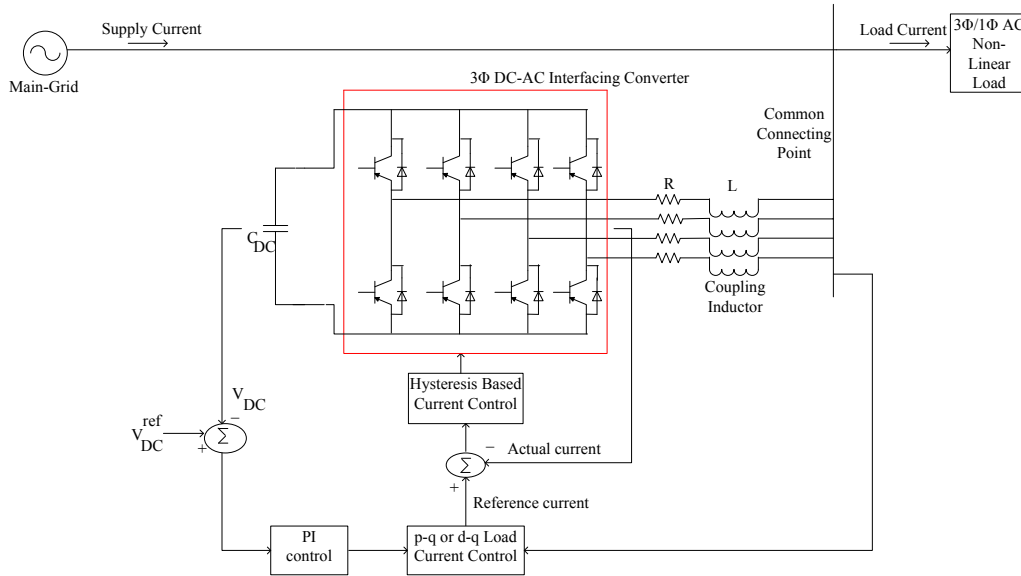 Supply Current
Main-Grid
Load Current
3Φ/1Φ AC
Non-
Linear
Load
3Φ DC-AC Interfacing Converter
Common
Connecting
Point
R
L
C
DC
Coupling
Inductor
Hysteresis Based
Current Control
V
DC
V
ref
DC
−
+
Σ
−
Actual current
Σ
+
Reference current
PI
control
p-q or d-q Load
Current Control